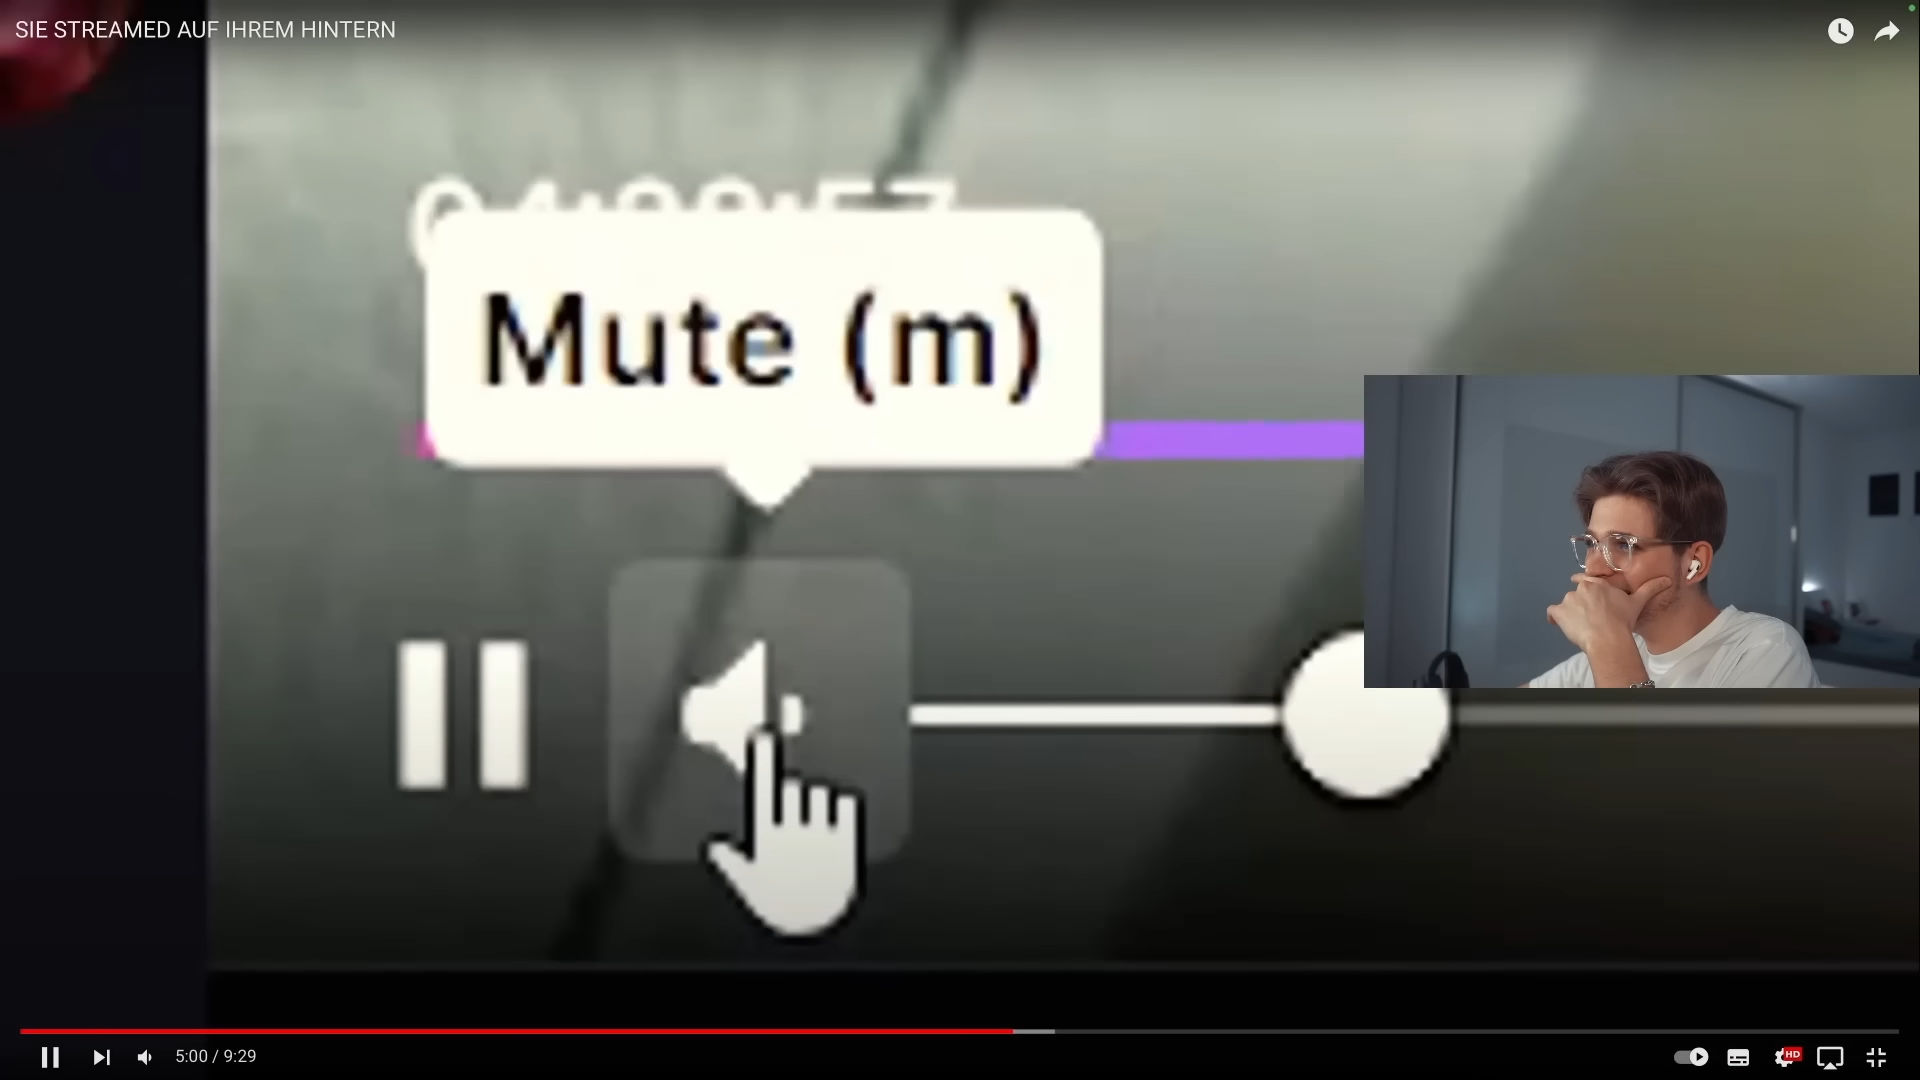 SIE STREAMED AUF IHREM HINTERN
Mute (m)
5:00 / 9:29
HD